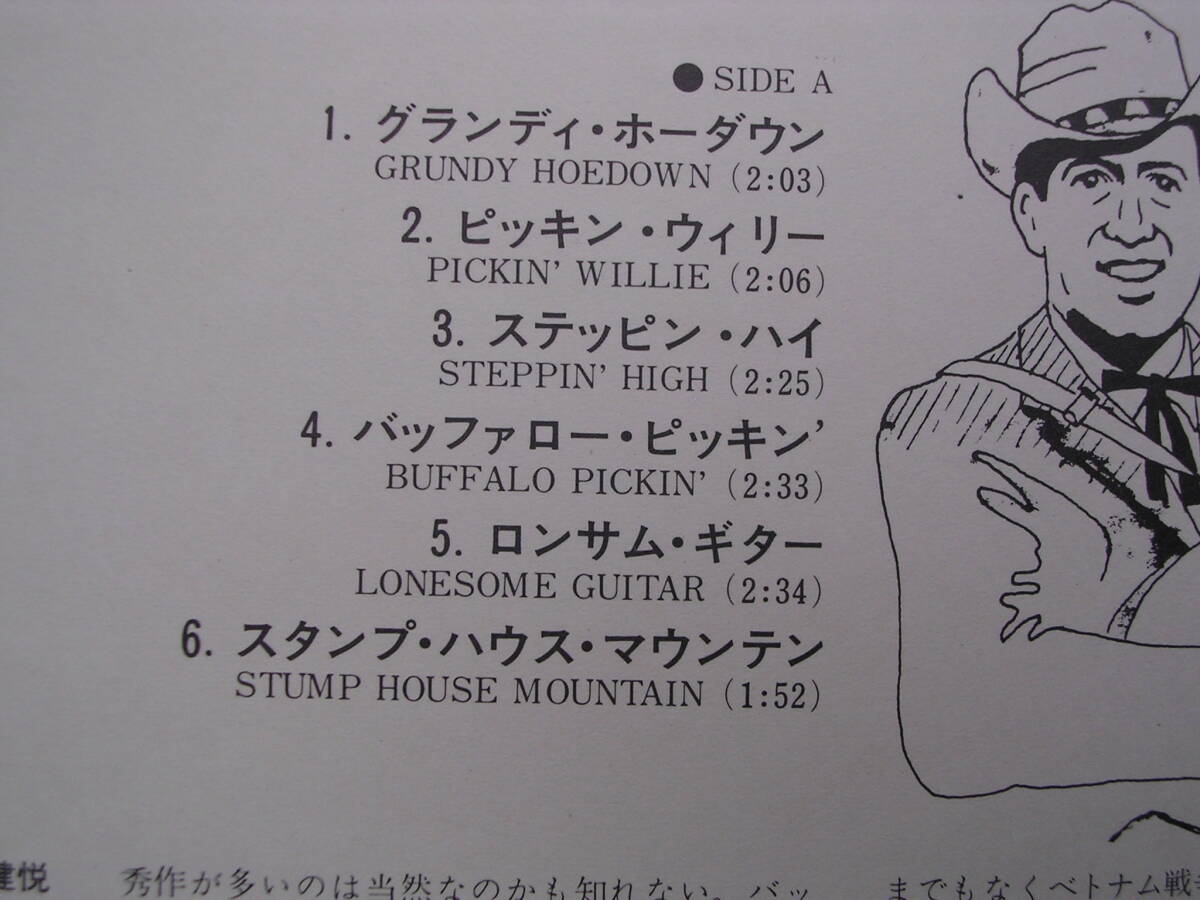 ● SIDE A
1. グランディ・ホーダウン
GRUNDY HOEDOWN (2:03)
2. ピッキン・ウィリー
PICKIN' WILLIE (2:06)
3. ステッピン・ハイ
STEPPIN' HIGH (2:25)
4. バッファロー・ピッキン'
BUFFALO PICKIN' (2:33)
5. ロンサム・ギター
LONESOME GUITAR (2:34)
6. スタンプ・ハウス・マウンテン
STUMP HOUSE MOUNTAIN (1:52)
悦
秀作が多いのは当然なのかも知れない。バッ
までもなくベトナム戦